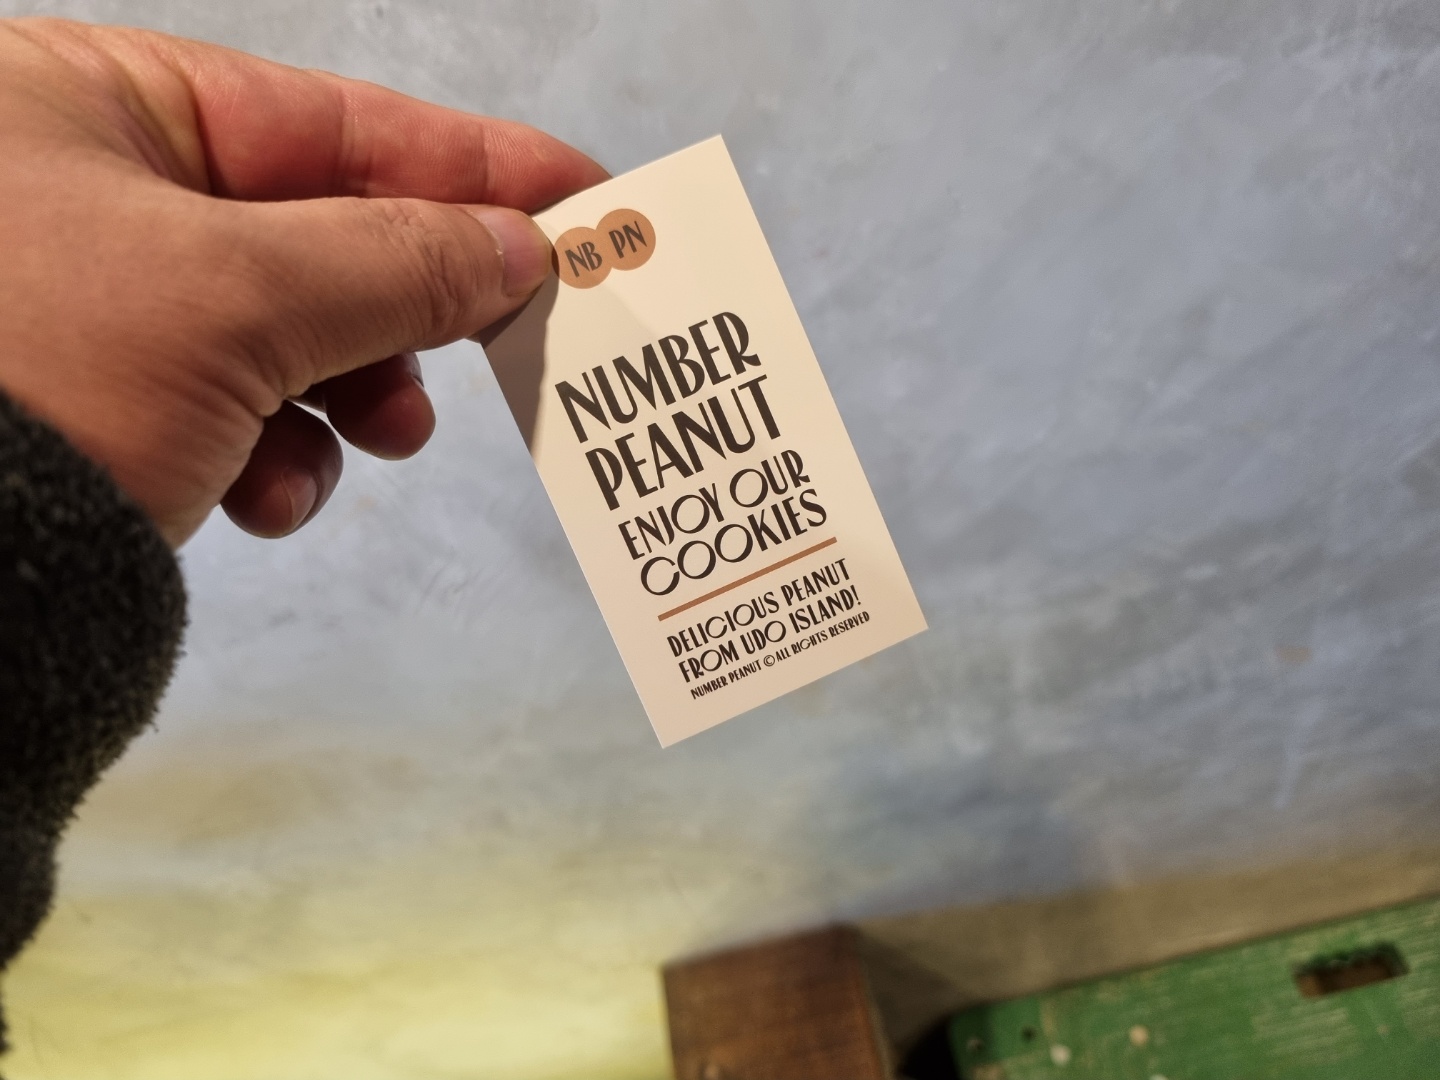 NB PN
NUMBER
PEANUT
ENJOY OUR
COOKIES
DELICIOUS PEANUT
FROM UDO ISLAND!
NUMBER PEANUT © ALL RIGHTS RESERVED